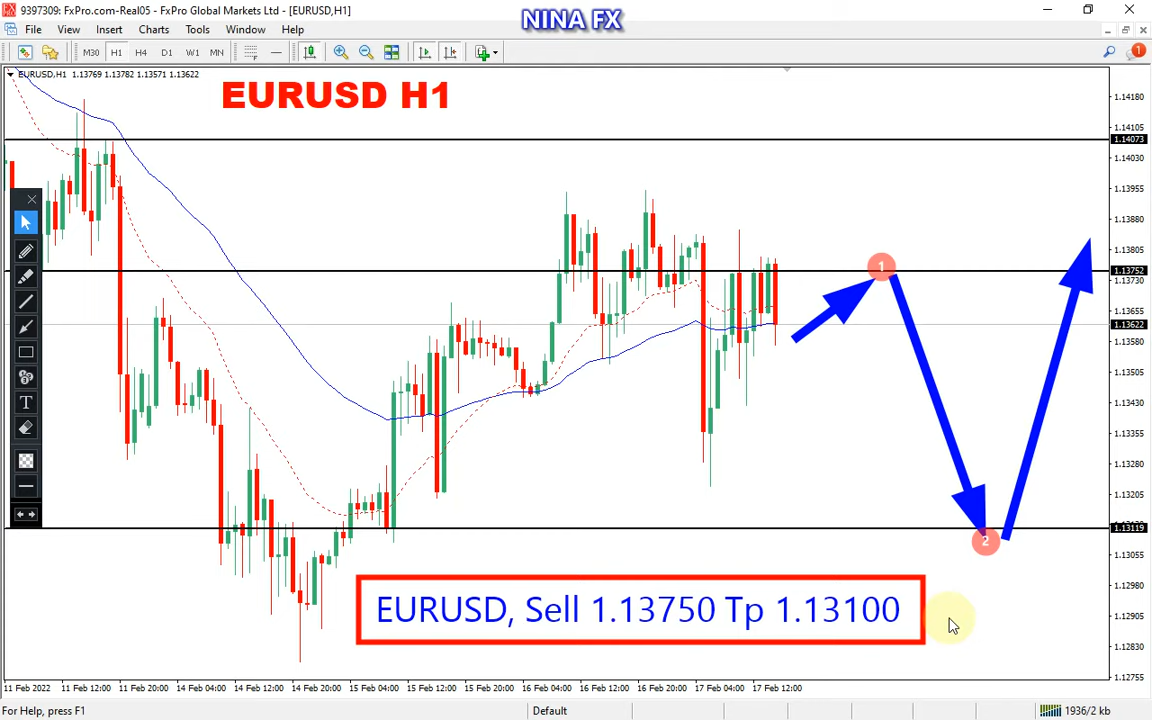 9397309: FxPro.com-Real05 - FxPro Global Markets Ltd - [EURUSD,H1]
NINA FX
File View Insert Charts Tools Window Help
M30 H1 H4 D1 W1 MN
1
EURUSD,H1 1.13769 1.13782 1.13571 1.13622
EURUSD H1
1.14180
1.14105
1.14073
1.14030
1.13955
1.13880
1.13805
1
1.13752
1.13730
1.13655
1.13622
1.13580
1.13505
T
1.13430
1.13355
1.13280
1.13205
1.13119
2
1.13055
1.12980
EURUSD, Sell 1.13750 Tp 1.13100
1.12905
1.12830
1.12755
11 Feb 2022 11 Feb 12:00 11 Feb 20:00 14 Feb 04:00 14 Feb 12:00 14 Feb 20:00 15 Feb 04:00 15 Feb 12:00 15 Feb 20:00 16 Feb 04:00 16 Feb 12:00 16 Feb 20:00 17 Feb 04:00 17 Feb 12:00
For Help, press F1 Default 1936/2 kb